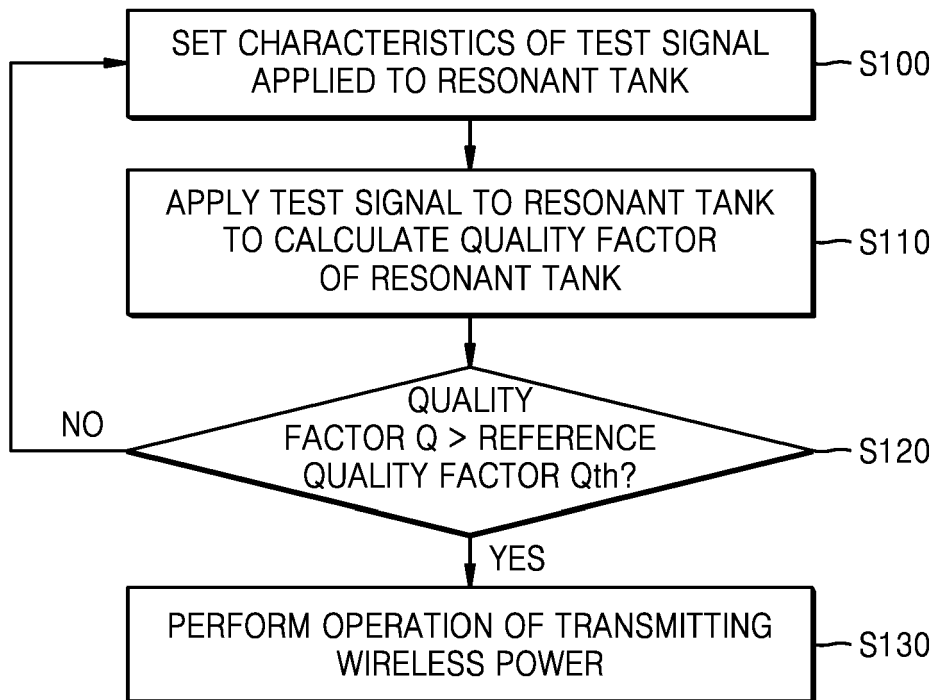 SET CHARACTERISTICS OF TEST SIGNAL
APPLIED TO RESONANT TANK
S100
APPLY TEST SIGNAL TO RESONANT TANK
TO CALCULATE QUALITY FACTOR
OF RESONANT TANK
S110
QUALITY
FACTOR Q > REFERENCE
QUALITY FACTOR Qth?
S120
NO
YES
PERFORM OPERATION OF TRANSMITTING
WIRELESS POWER
S130